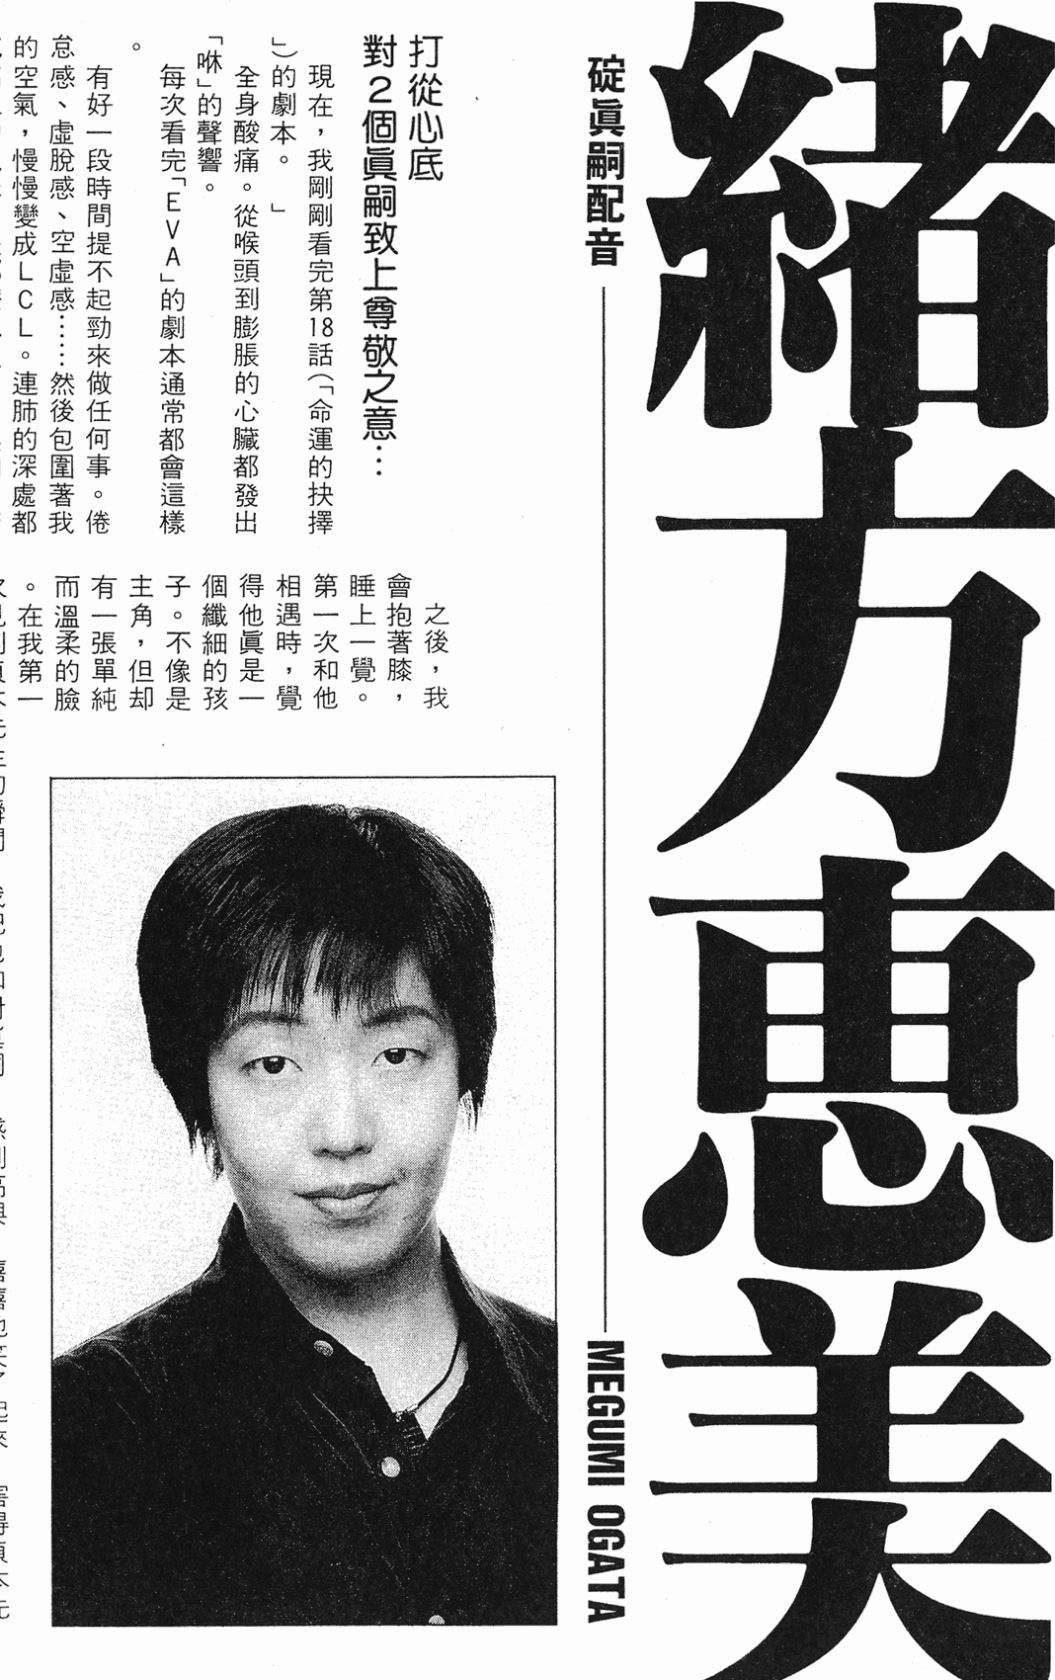 緒方恵美
碇眞嗣配音
MEGUMI OGATA
打從心底
對2個眞嗣致上尊敬之意…
現在，我剛剛看完第18話（「命運的抉擇
」）的劇本。」
全身酸痛。從喉頭到膨脹的心臟都發出
「咻」的聲響。
每次看完「EVA」的劇本通常都會這樣
。
有好一段時間提不起勁來做任何事。倦
怠感、虛脫感、空虛感……然後包圍著我
的空氣，慢慢變成LCL。連肺的深處都
之後，我
會抱著膝，
睡上一覺。
第一次和他
相遇時，覺
得他眞是一
個纖細的孩
子。不像是
主角，但却
有一張單純
而溫柔的臉
。在我第一